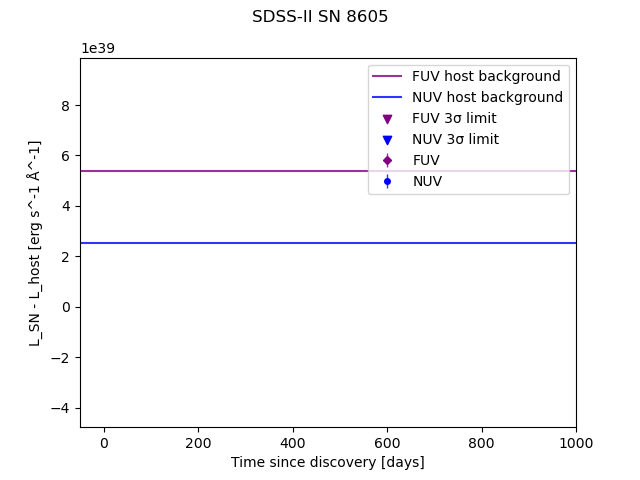 SDSS-II SN 8605
1e39
FUV host background
NUV host background
FUV 3σ limit
NUV 3σ limit
FUV
NUV
8
6
4
2
0
−2
−4
L_SN - L_host [erg s^-1 Å^-1]
0 200 400 600 800 1000
Time since discovery [days]